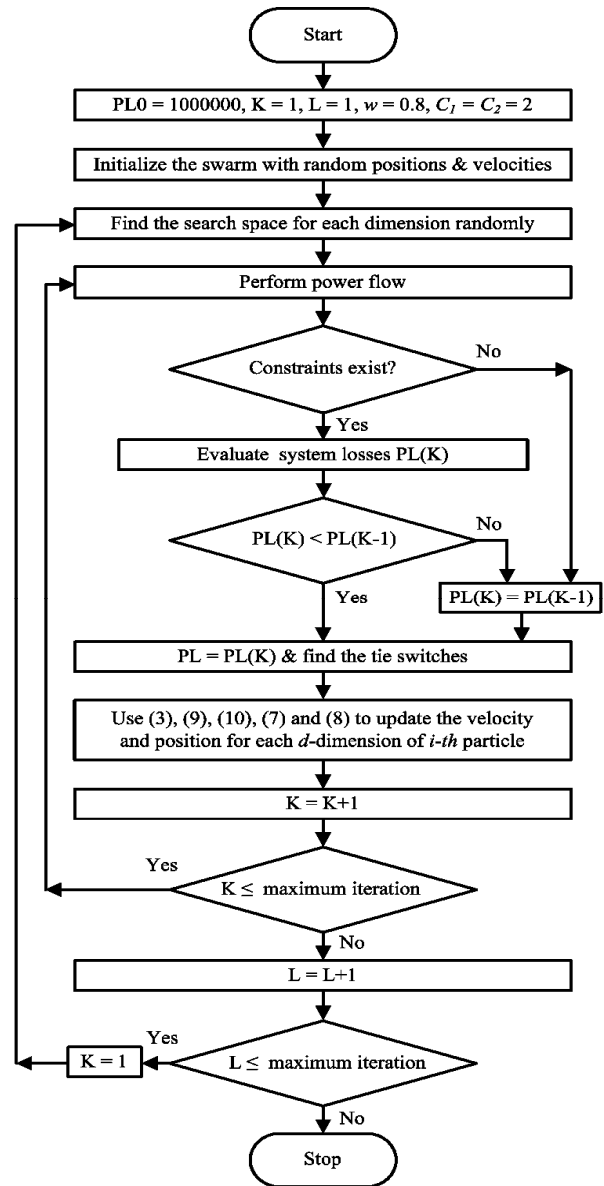 Start
PL0 = 1000000, K = 1, L = 1, w = 0.8, C₁ = C₂ = 2
Initialize the swarm with random positions & velocities
Find the search space for each dimension randomly
Perform power flow
Constraints exist?
No
Yes
Evaluate system losses PL(K)
PL(K) < PL(K-1)
No
Yes
PL(K) = PL(K-1)
PL = PL(K) & find the tie switches
Use (3), (9), (10), (7) and (8) to update the velocity
and position for each d-dimension of i-th particle
K = K+1
Yes
K ≤ maximum iteration
No
L = L+1
Yes
K = 1
L ≤ maximum iteration
No
Stop